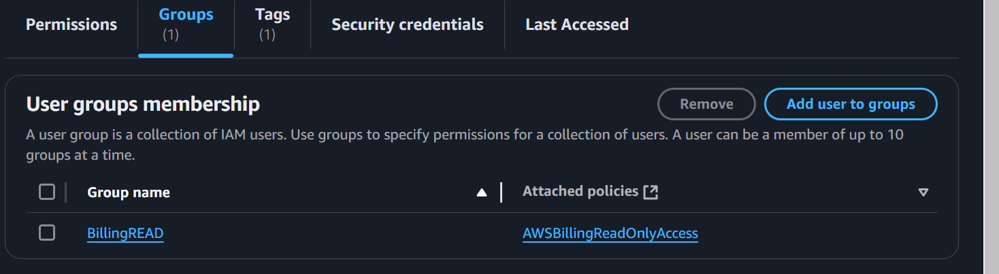 Permissions
Groups
(1)
Tags
(1)
Security credentials
Last Accessed
User groups membership
Remove
Add user to groups
A user group is a collection of IAM users. Use groups to specify permissions for a collection of users. A user can be a member of up to 10
groups at a time.
Group name
Attached policies
BillingREAD
AWSBillingReadOnlyAccess